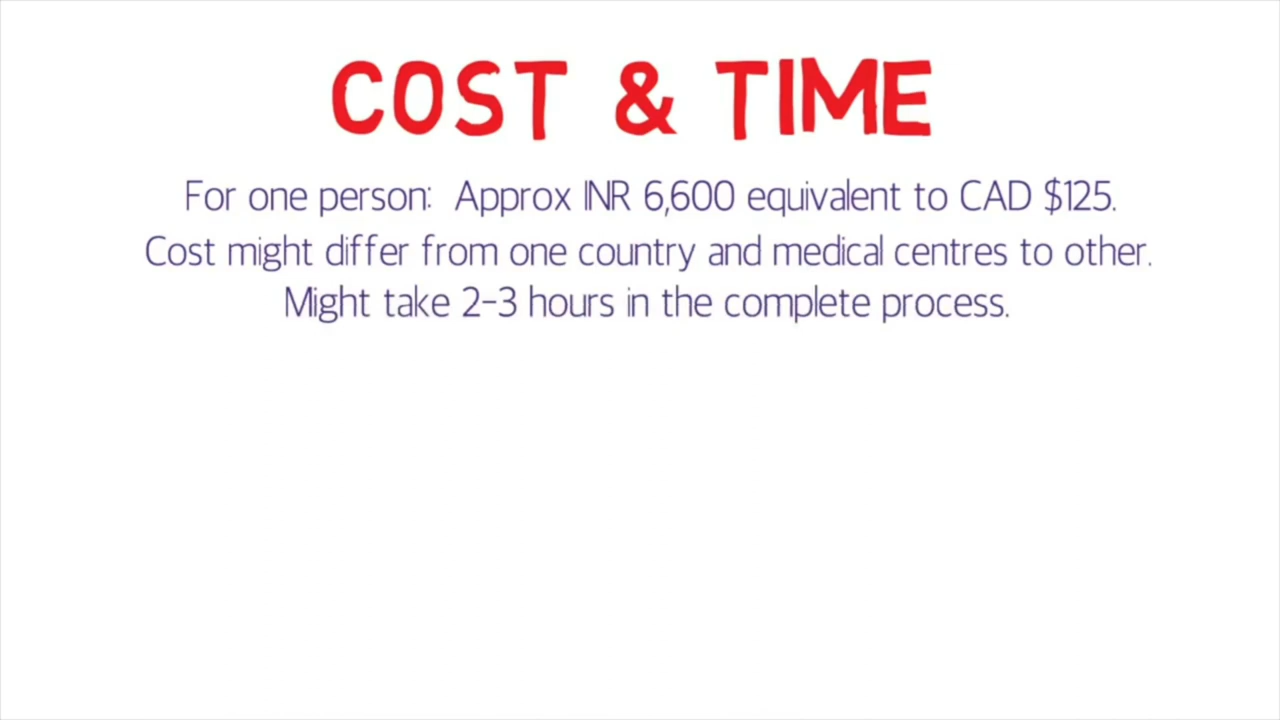 COST & TIME
For one person: Approx INR 6,600 equivalent to CAD $125.
Cost might differ from one country and medical centres to other.
Might take 2-3 hours in the complete process.